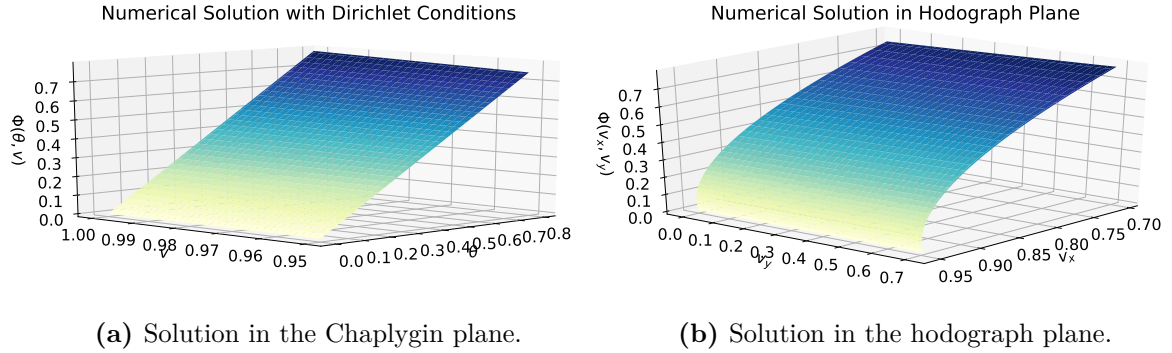 Numerical Solution with Dirichlet Conditions
0.7
0.6
0.5
0.4
0.3
0.2
0.1
0.0
Φ(θ, v)
1.00 0.99 0.98 0.97 0.96 0.95
v
0.0 0.1 0.2 0.3 0.4 0.5 0.6 0.7 0.8
θ
(a) Solution in the Chaplygin plane.
Numerical Solution in Hodograph Plane
0.7
0.6
0.5
0.4
0.3
0.2
0.1
0.0
Φ(vₓ, vᵧ)
0.0 0.1 0.2 0.3 0.4 0.5 0.6 0.7
vᵧ
0.95 0.90 0.85 0.80 0.75 0.70
vₓ
(b) Solution in the hodograph plane.